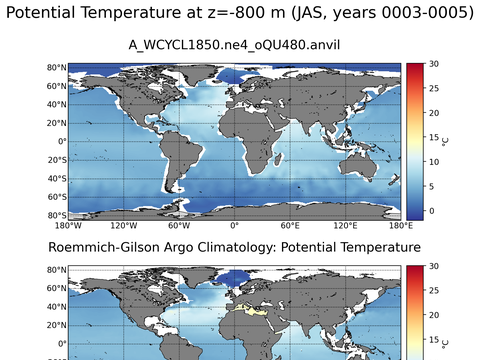 Potential Temperature at z=-800 m (JAS, years 0003-0005)
A_WCYCL1850.ne4_oQU480.anvil
80°N
60°N
40°N
20°N
0°
20°S
40°S
60°S
80°S
180°W 120°W 60°W 0° 60°E 120°E 180°E
30
25
20
15
10
5
0
°C
Roemmich-Gilson Argo Climatology: Potential Temperature
80°N
60°N
40°N
20°N
0°
20°S
30
25
20
15
°C